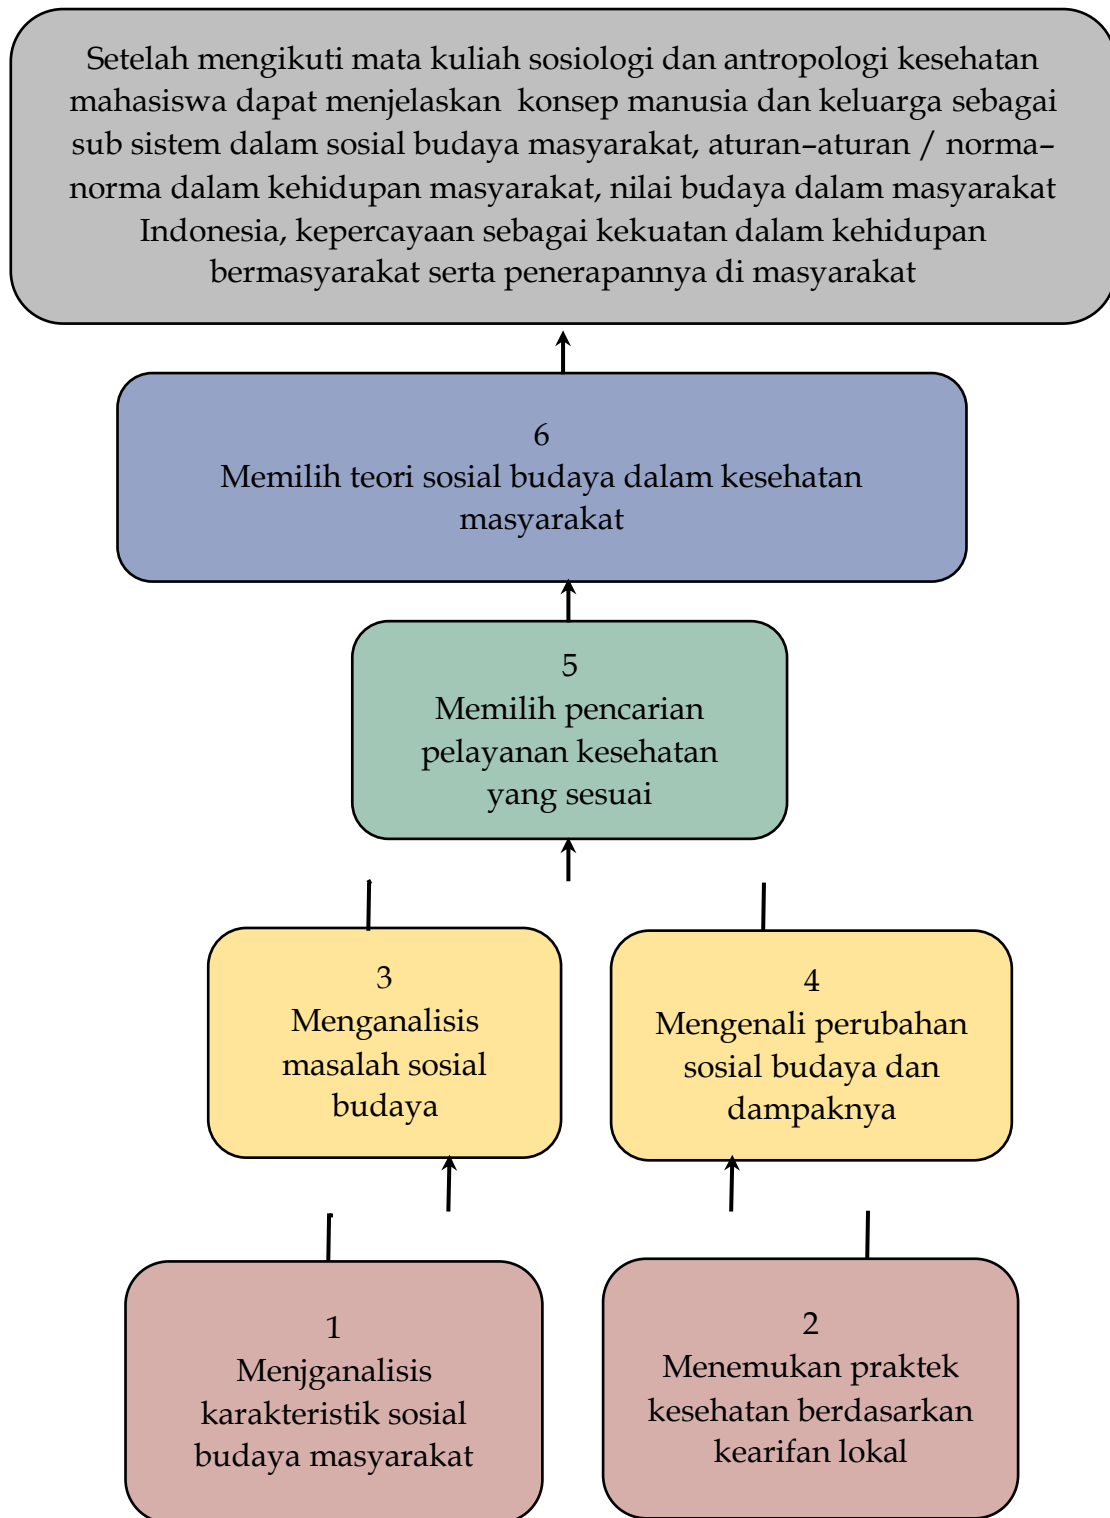 Setelah mengikuti mata kuliah sosiologi dan antropologi kesehatan
mahasiswa dapat menjelaskan konsep manusia dan keluarga sebagai
sub sistem dalam sosial budaya masyarakat, aturan–aturan / norma–
norma dalam kehidupan masyarakat, nilai budaya dalam masyarakat
Indonesia, kepercayaan sebagai kekuatan dalam kehidupan
bermasyarakat serta penerapannya di masyarakat
6
Memilih teori sosial budaya dalam kesehatan
masyarakat
5
Memilih pencarian
pelayanan kesehatan
yang sesuai
3
Menganalisis
masalah sosial
budaya
4
Mengenali perubahan
sosial budaya dan
dampaknya
1
Menjganalisis
karakteristik sosial
budaya masyarakat
2
Menemukan praktek
kesehatan berdasarkan
kearifan lokal